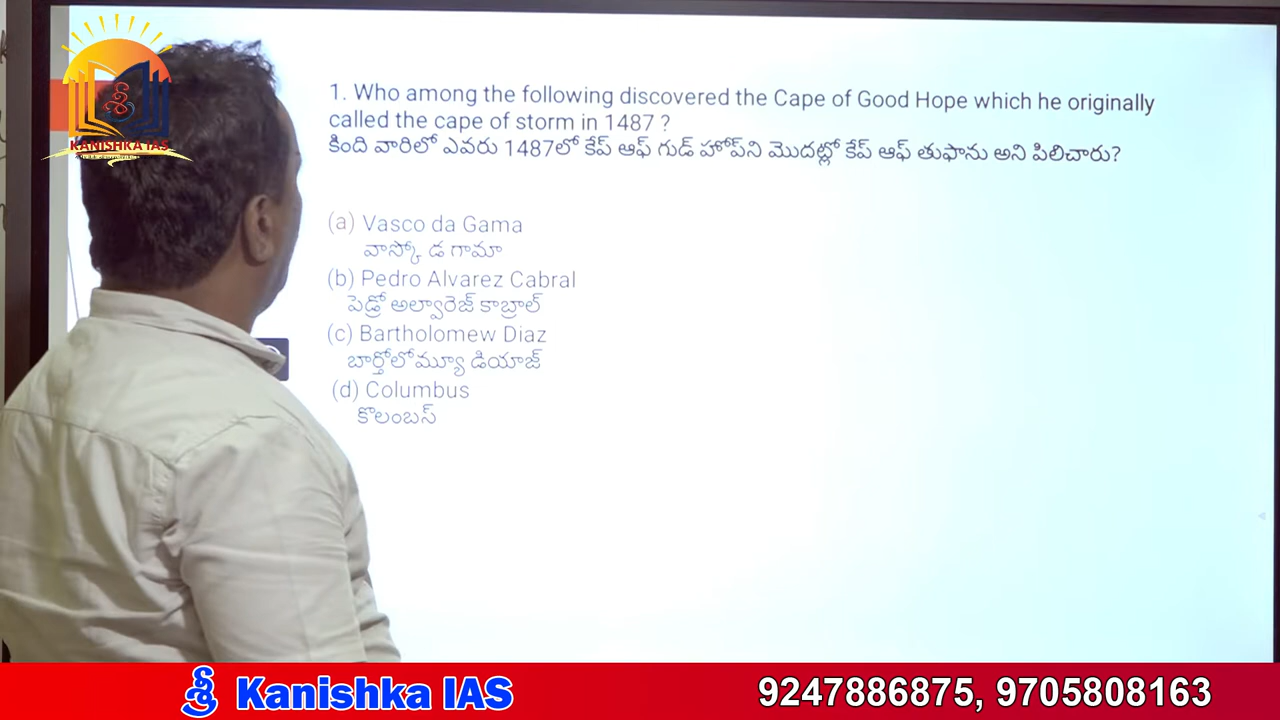 శ్రీ
KANISHKA IAS
1. Who among the following discovered the Cape of Good Hope which he originally
called the cape of storm in 1487 ?
కింది వారిలో ఎవరు 1487లో కేప్ ఆఫ్ గుడ్ హోప్‌ని మొదట్లో కేప్ ఆఫ్ తుఫాను అని పిలిచారు?
(a) Vasco da Gama
వాస్కో డ గామా
(b) Pedro Alvarez Cabral
పెడ్రో అల్వారెజ్ కాబ్రాల్
(c) Bartholomew Diaz
బార్తోలోమ్యూ డియాజ్
(d) Columbus
కొలంబస్
శ్రీ Kanishka IAS
9247886875, 9705808163